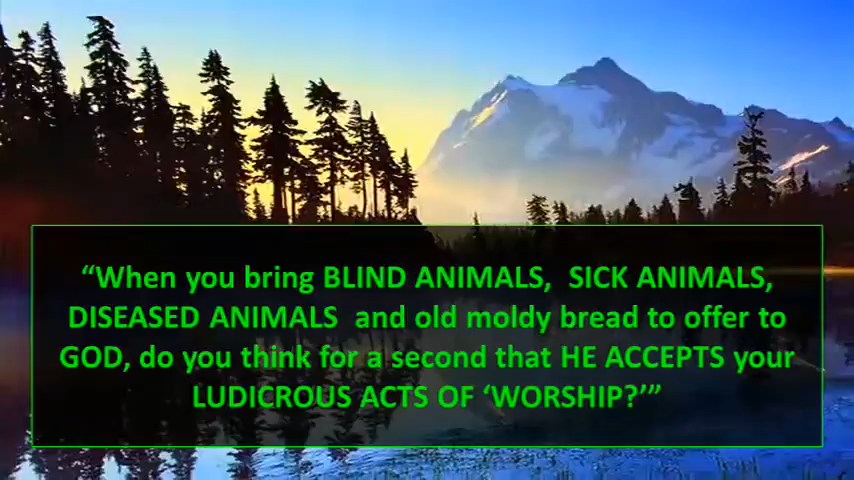 “When you bring BLIND ANIMALS,  SICK ANIMALS,
DISEASED ANIMALS  and old moldy bread to offer to
GOD, do you think for a second that HE ACCEPTS your
LUDICROUS ACTS OF ‘WORSHIP?’”